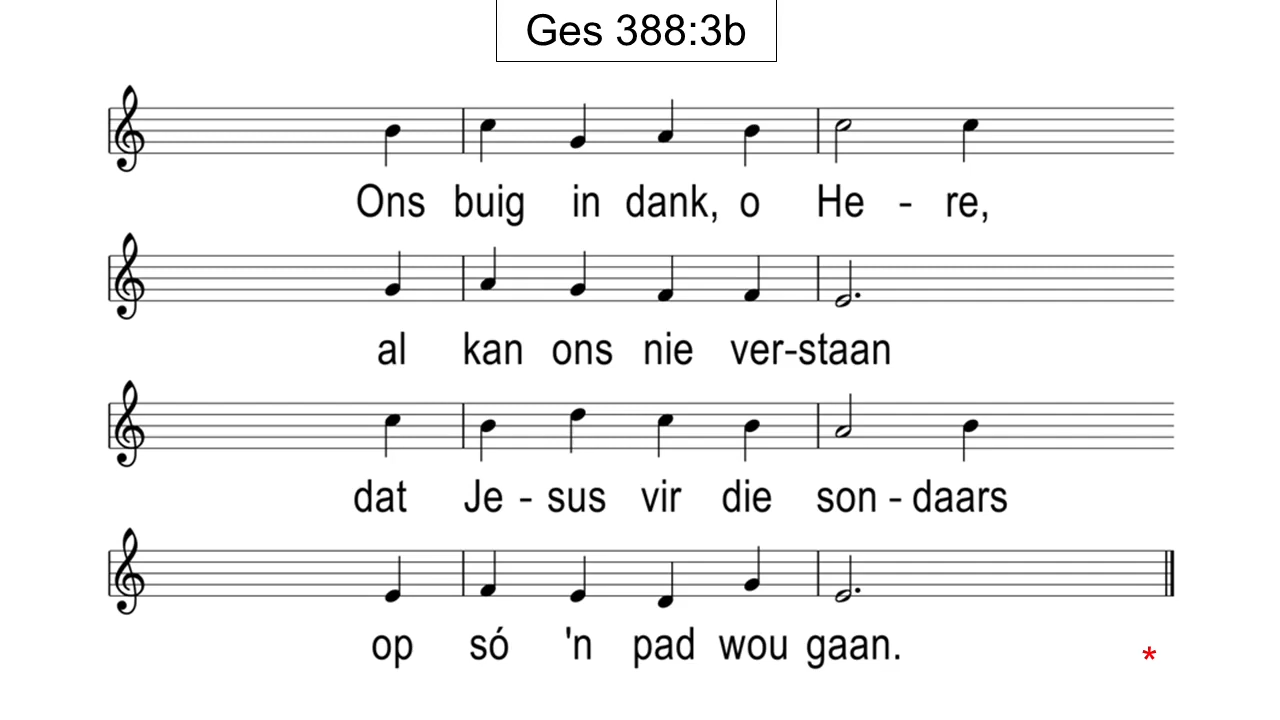 Ges 388:3b
Ons buig in dank, o He - re,
al kan ons nie ver-staan
dat Je - sus vir die son - daars
op só 'n pad wou gaan.
*